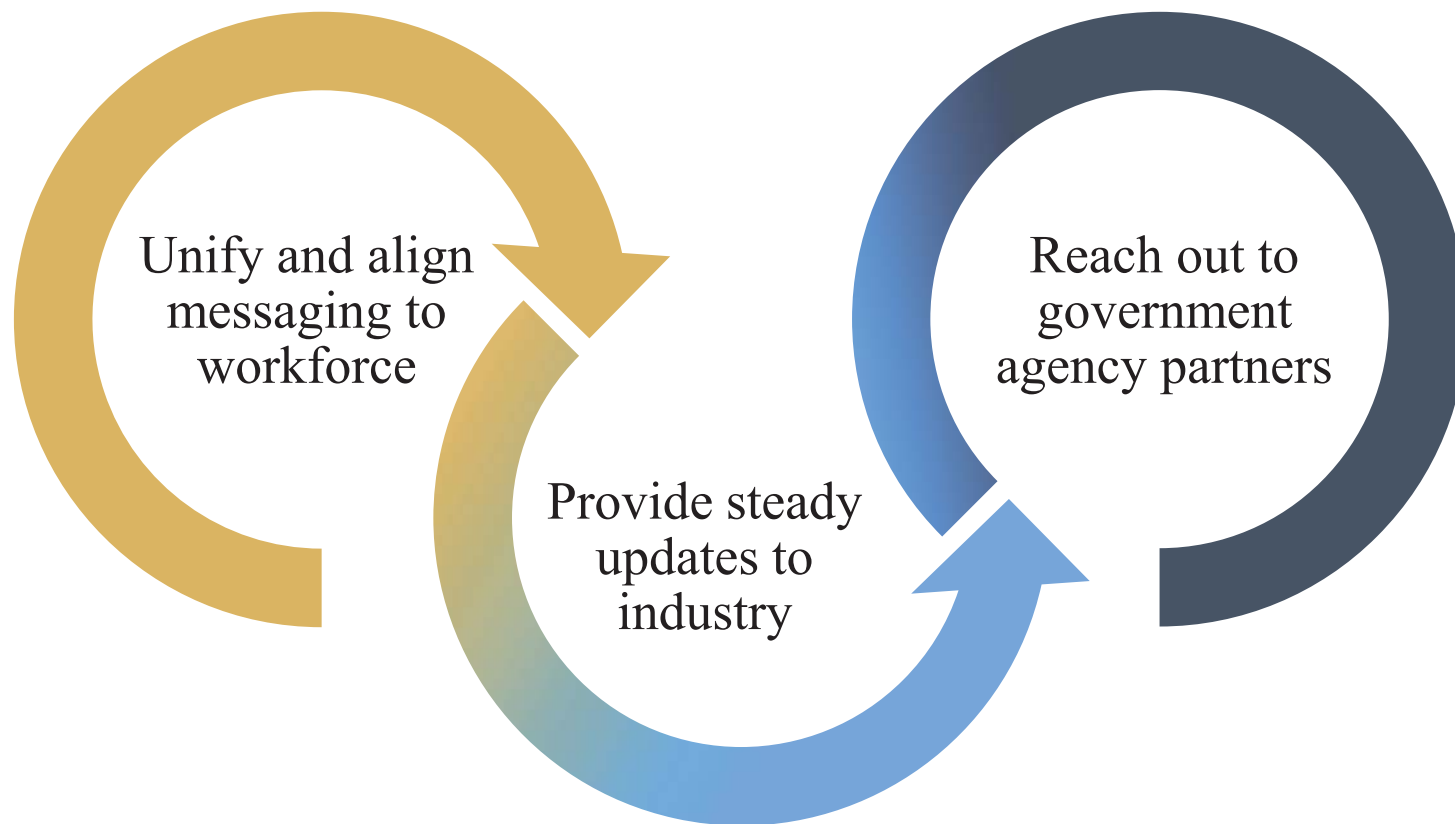 Unify and align
messaging to
workforce
Provide steady
updates to
industry
Reach out to
government
agency partners